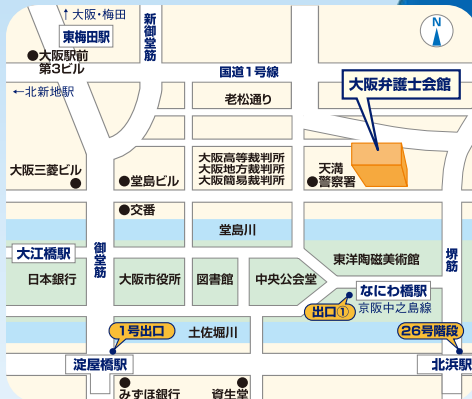 ↑大阪・梅田
東梅田駅
新御堂筋
N
大阪駅前
第3ビル
国道1号線
←北新地駅
老松通り
大阪弁護士会館
大阪三菱ビル
堂島ビル
大阪高等裁判所
大阪地方裁判所
大阪簡易裁判所
天満
警察署
交番
堂島川
大江橋駅
御堂筋
東洋陶磁美術館
堺筋
日本銀行
大阪市役所
図書館
中央公会堂
なにわ橋駅
出口①
京阪中之島線
1号出口
土佐堀川
26号階段
淀屋橋駅
北浜駅
みずほ銀行
資生堂